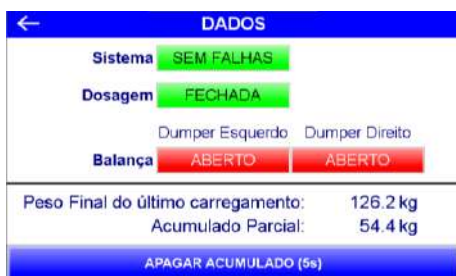 DADOS
Sistema SEM FALHAS
Dosagem FECHADA
Dumper Esquerdo Dumper Direito
Balança ABERTO ABERTO
Peso Final do último carregamento: 126.2 kg
Acumulado Parcial: 54.4 kg
APAGAR ACUMULADO (5s)